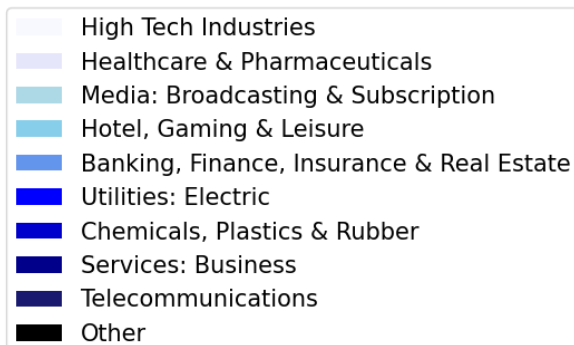 High Tech Industries
Healthcare & Pharmaceuticals
Media: Broadcasting & Subscription
Hotel, Gaming & Leisure
Banking, Finance, Insurance & Real Estate
Utilities: Electric
Chemicals, Plastics & Rubber
Services: Business
Telecommunications
Other